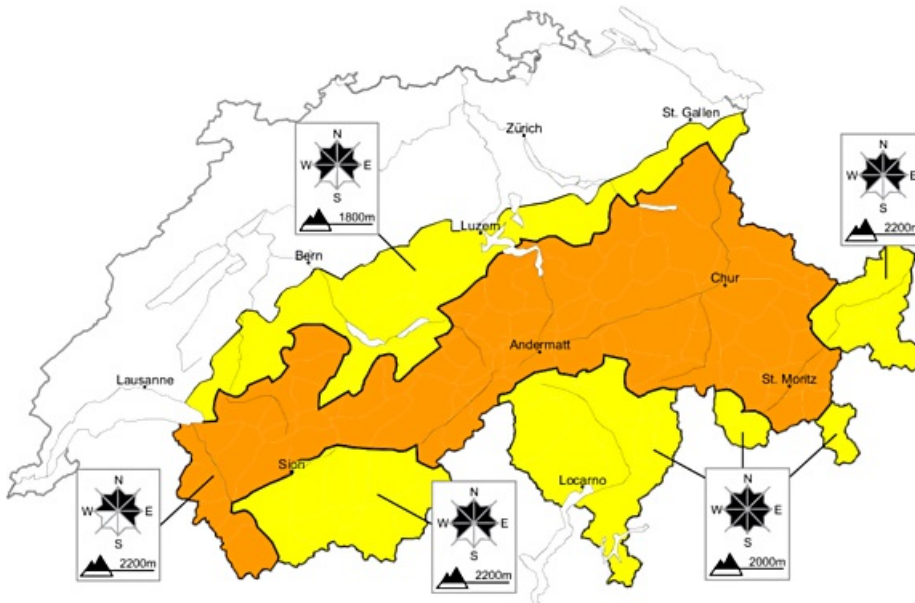 St. Gallen
Zürich
N
W E
S
1800m
N
W E
S
2200m
Luzern
Bern
Chur
Andermatt
Lausanne
St. Moritz
Sion
Locarno
N
W E
S
2200m
N
W E
S
2200m
N
W E
S
2000m